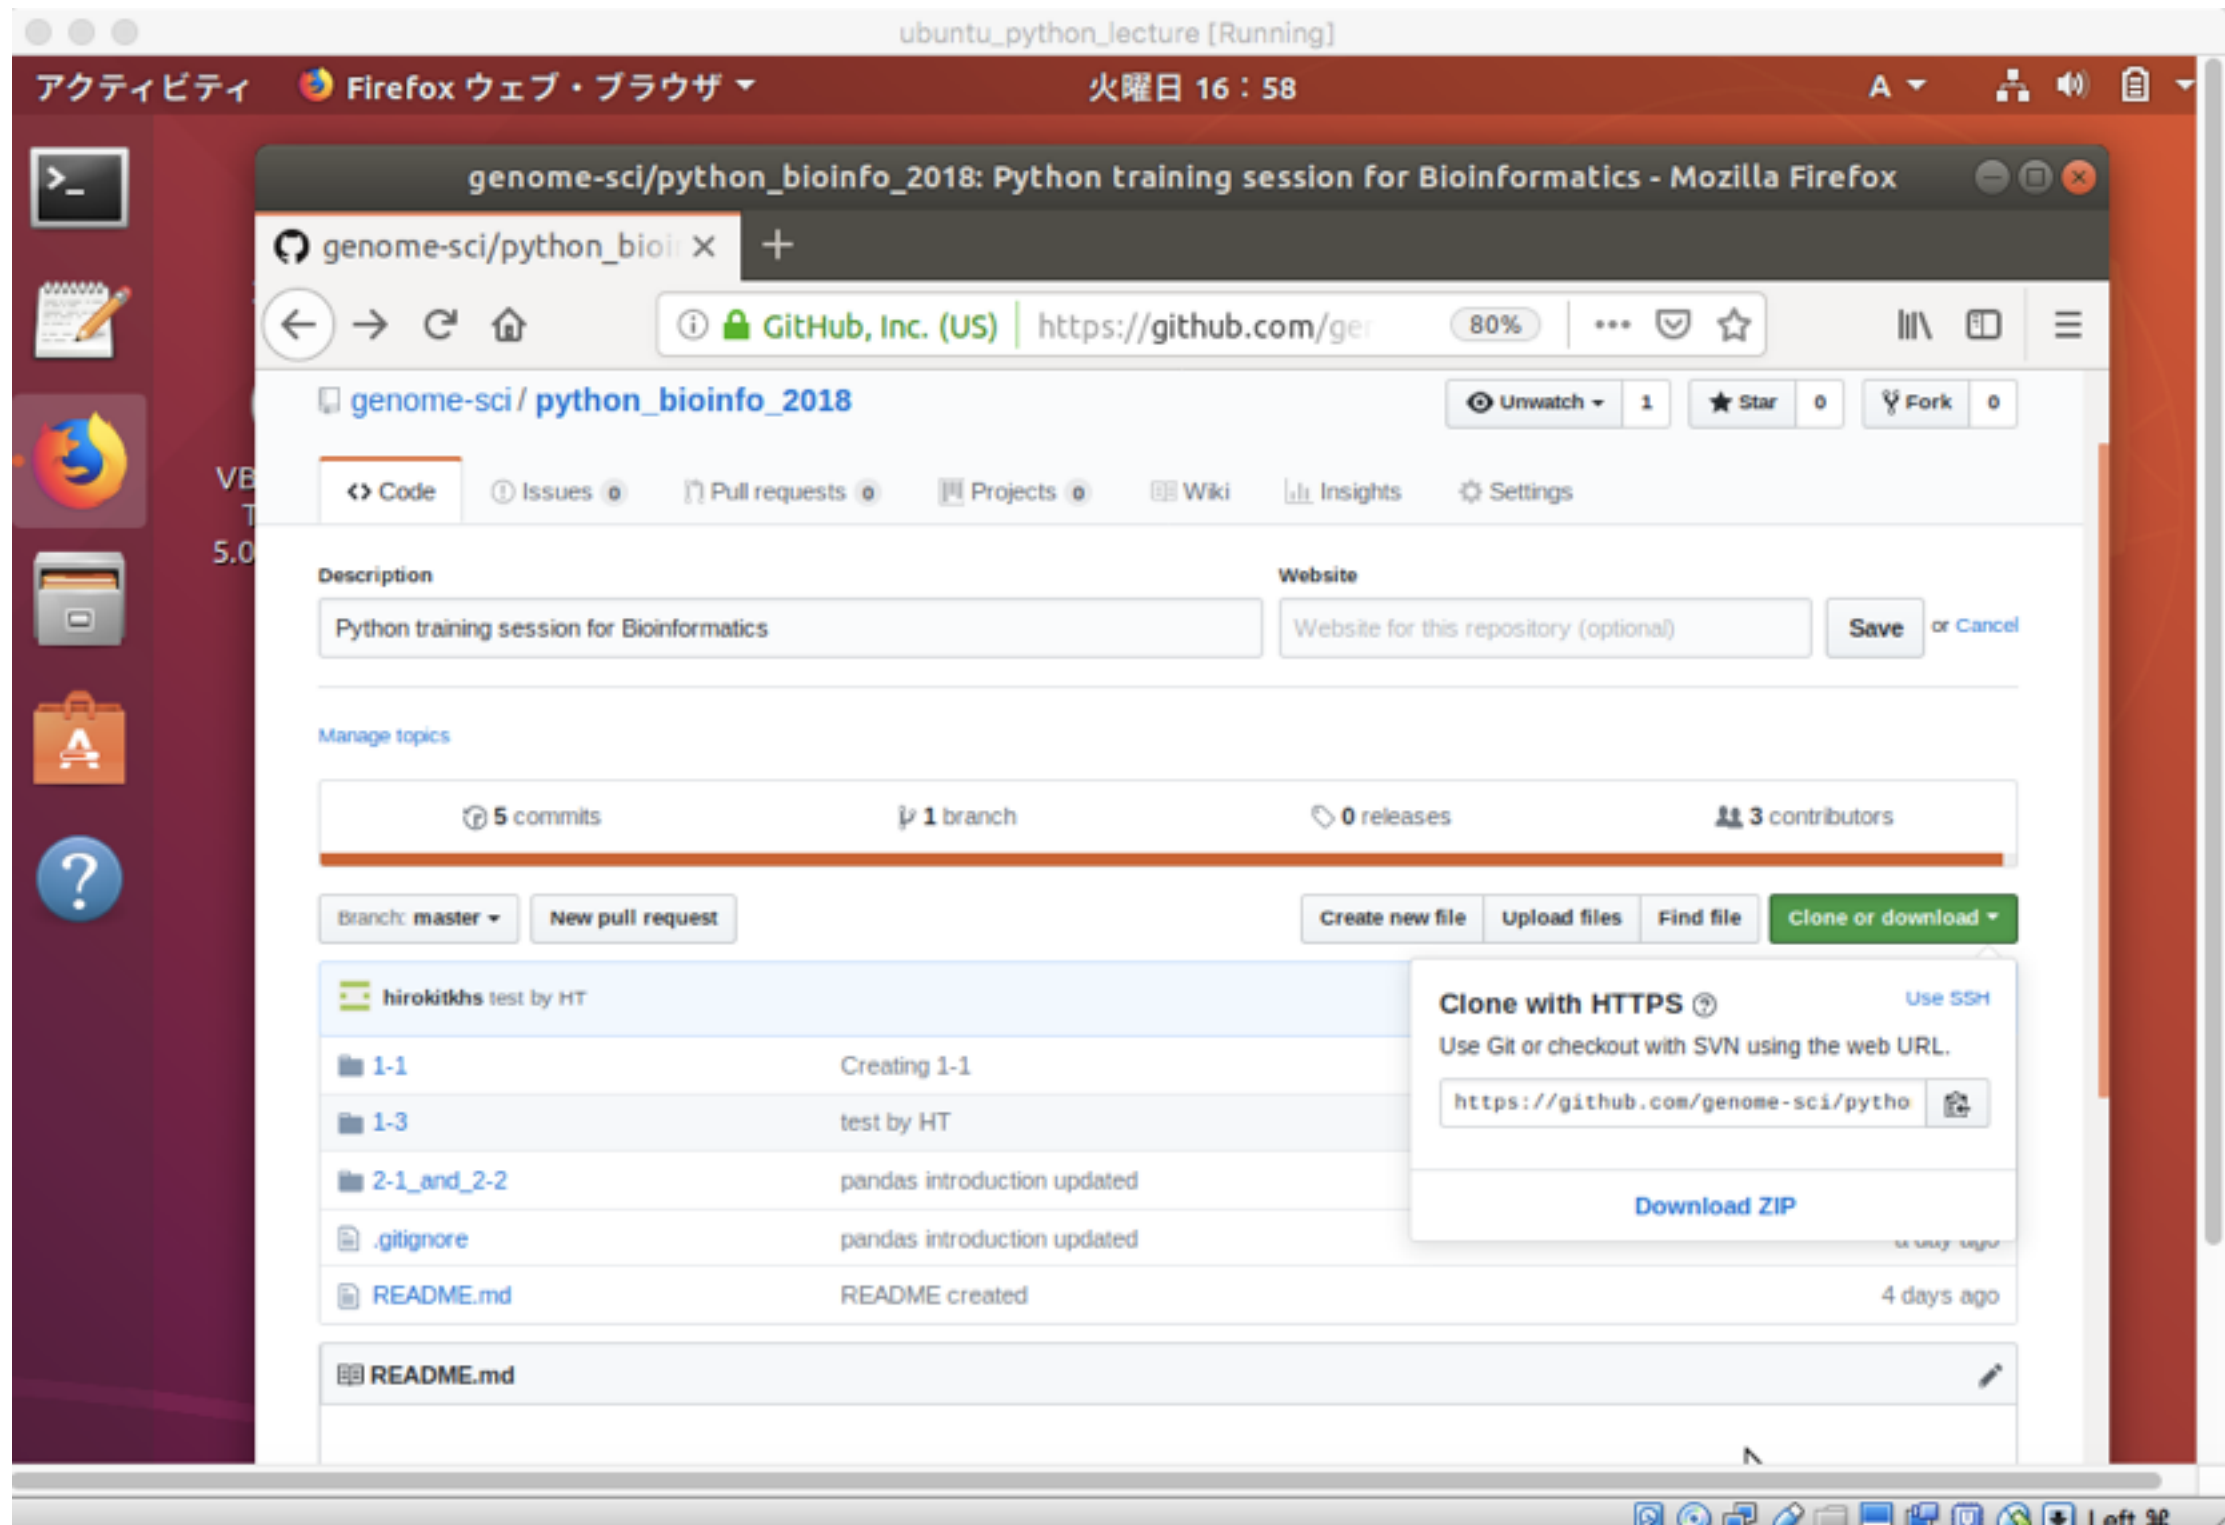 ubuntu_python_lecture [Running]
アクティビティ Firefox ウェブ・ブラウザ 火曜日 16：58 A
genome-sci/python_bioinfo_2018: Python training session for Bioinformatics - Mozilla Firefox
genome-sci/python_bioi
GitHub, Inc. (US) https://github.com/ge 80%
genome-sci / python_bioinfo_2018 Unwatch 1 Star 0 Fork 0
VB
Code Issues 0 Pull requests 0 Projects 0 Wiki Insights Settings
T
5.0
Description Website
Python training session for Bioinformatics Website for this repository (optional) Save or Cancel
Manage topics
5 commits 1 branch 0 releases 3 contributors
Branch: master New pull request Create new file Upload files Find file Clone or download
hirokitkhs test by HT
Clone with HTTPS Use SSH
Use Git or checkout with SVN using the web URL.
https://github.com/genome-sci/pytho
Download ZIP
1-1 Creating 1-1
1-3 test by HT
2-1_and_2-2 pandas introduction updated
.gitignore pandas introduction updated a day ago
README.md README created 4 days ago
README.md
Left ⌘